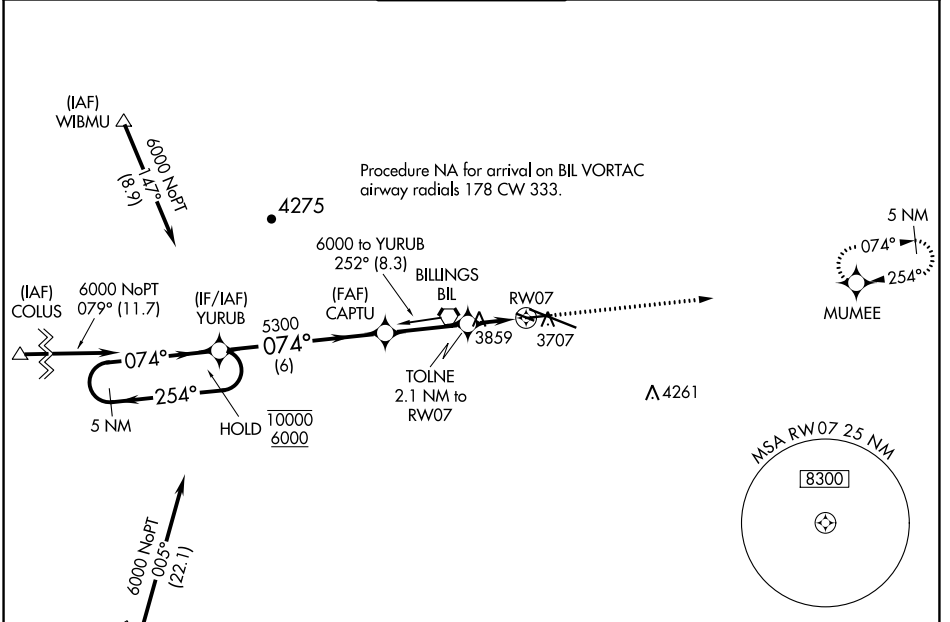 (IAF)
WIBMU
6000 NoPT
147°
(8.9)
Procedure NA for arrival on BIL VORTAC
airway radials 178 CW 333.
4275
5 NM
074°
254°
MUMEE
6000 to YURUB
252° (8.3)
BILLINGS
BIL
(IAF)
COLUS
6000 NoPT
079° (11.7)
(IF/IAF)
YURUB
(FAF)
CAPTU
RW07
5300
074°
(6)
3859
3707
074°
254°
5 NM
HOLD
10000
6000
TOLNE
2.1 NM to
RW07
4261
MSA RW07 25 NM
8300
6000 NoPT
005°
(22.1)